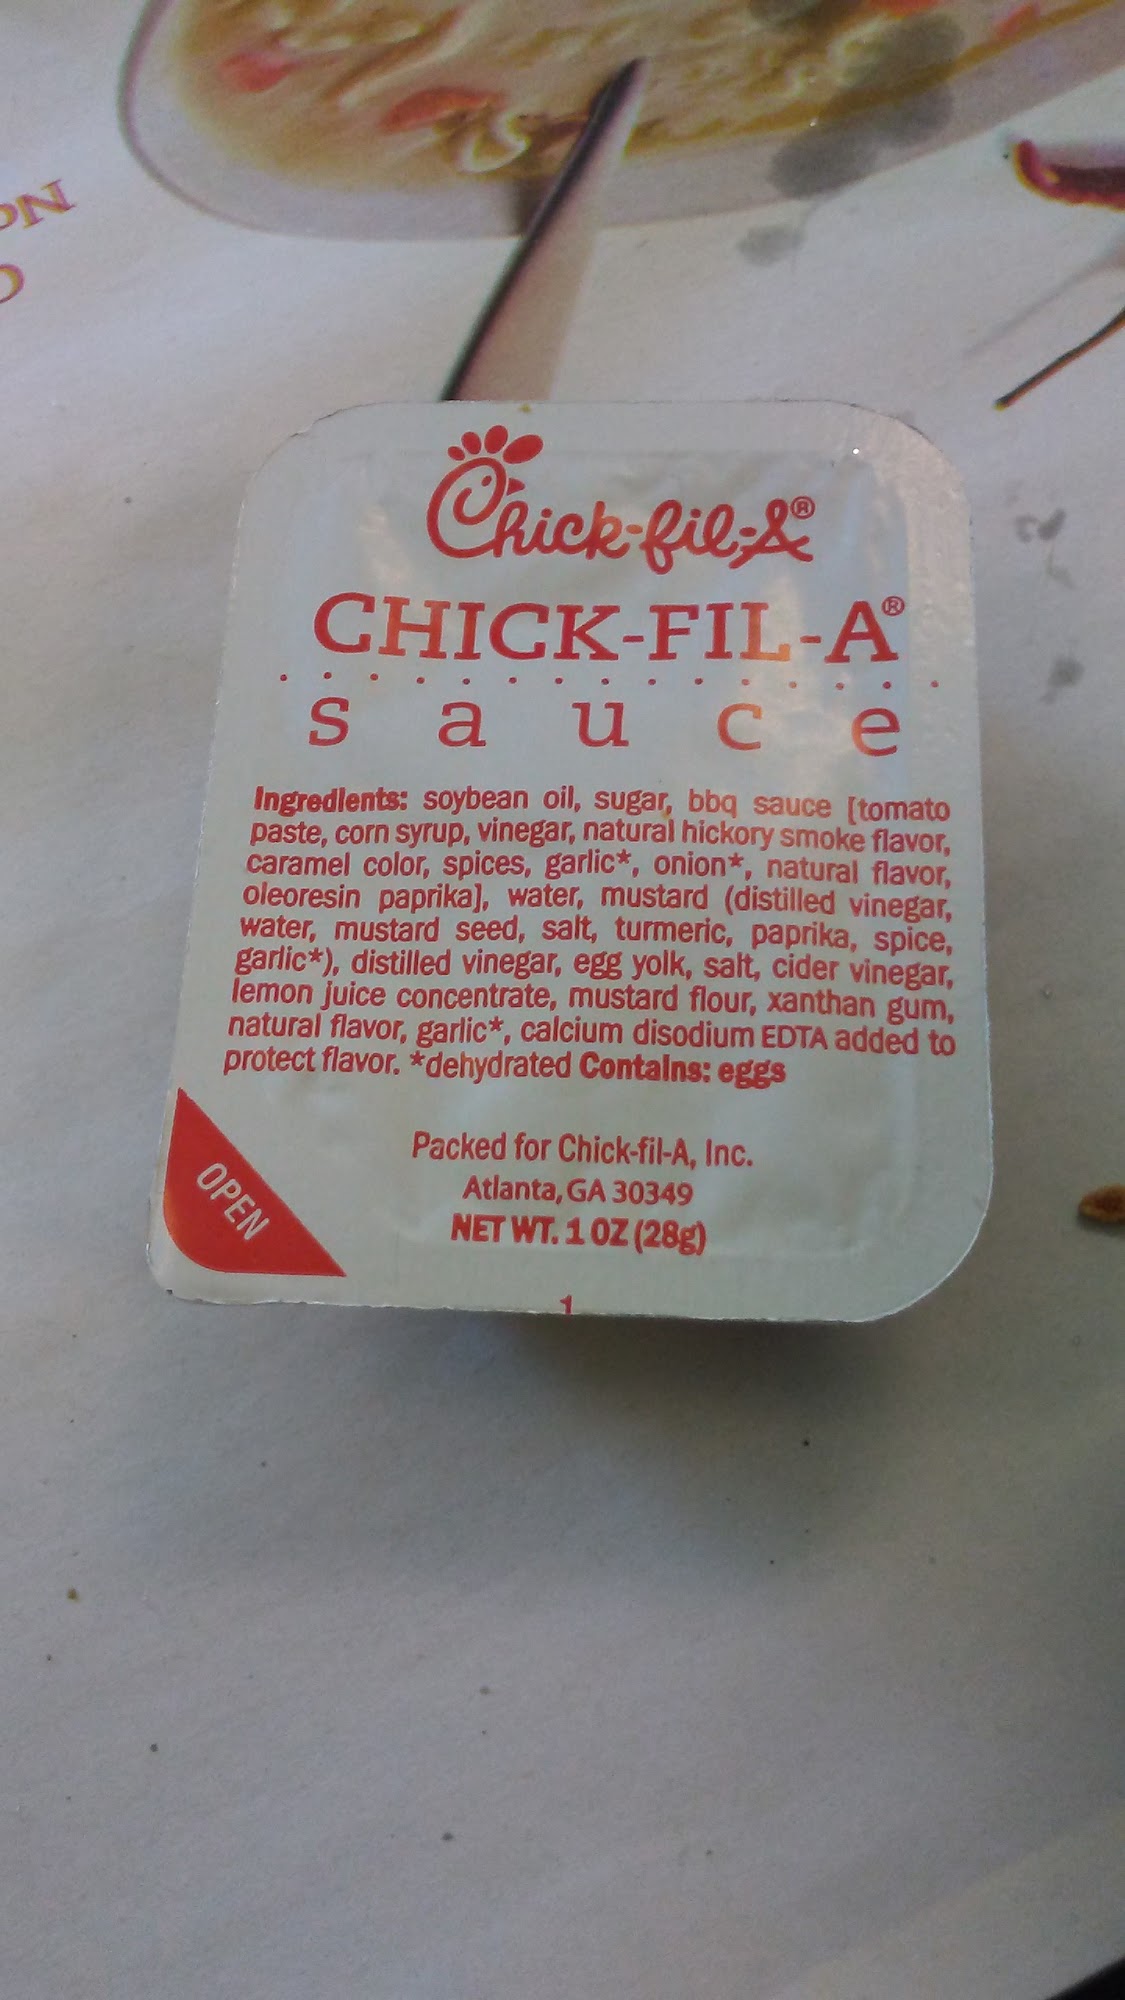 ON
Chick-fil-A®
CHICK-FIL-A®
sauce
Ingredients: soybean oil, sugar, bbq sauce [tomato
paste, corn syrup, vinegar, natural hickory smoke flavor,
caramel color, spices, garlic*, onion*, natural flavor,
oleoresin paprika], water, mustard (distilled vinegar,
water, mustard seed, salt, turmeric, paprika, spice,
garlic*), distilled vinegar, egg yolk, salt, cider vinegar,
lemon juice concentrate, mustard flour, xanthan gum,
natural flavor, garlic*, calcium disodium EDTA added to
protect flavor. *dehydrated Contains: eggs
OPEN
Packed for Chick-fil-A, Inc.
Atlanta, GA 30349
NET WT. 1 OZ (28g)
1